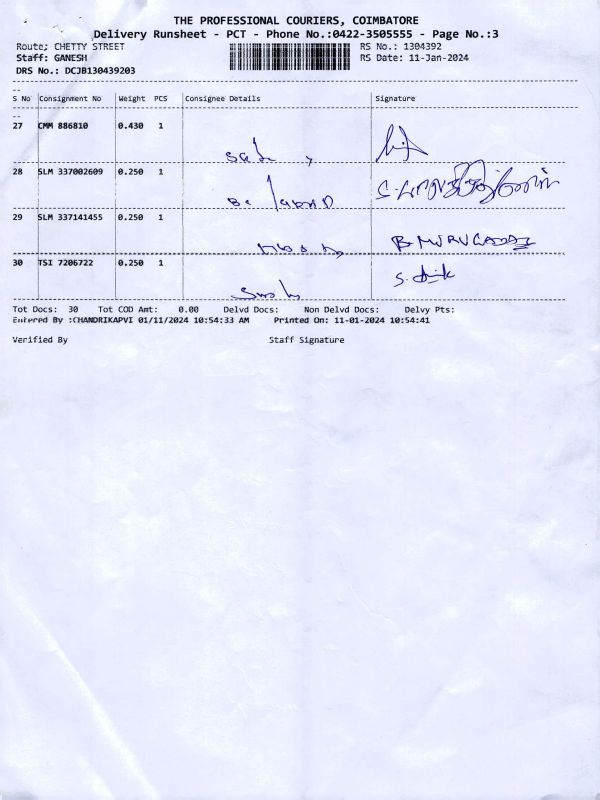 THE PROFESSIONAL COURIERS, COIMBATORE
Delivery Runsheet - PCT - Phone No.:0422-3505555 - Page No.:3
Route; CHETTY STREET
RS No.: 1304392
Staff: GANESH
RS Date: 11-Jan-2024
DRS No.: DCJB130439203
S No Consignment No Weight PCS Consignee Details Signature
27 CMM 886810 0.430 1
28 SLM 337002609 0.250 1
29 SLM 337141455 0.250 1
B MURUGADAI
30 TSI 7206722 0.250 1
Tot Docs: 30 Tot COD Amt: 0.00 Delvd Docs: Non Delvd Docs: Delvy Pts:
Entered By :CHANDRIKAPVI 01/11/2024 10:54:33 AM Printed On: 11-01-2024 10:54:41
Verified By Staff Signature